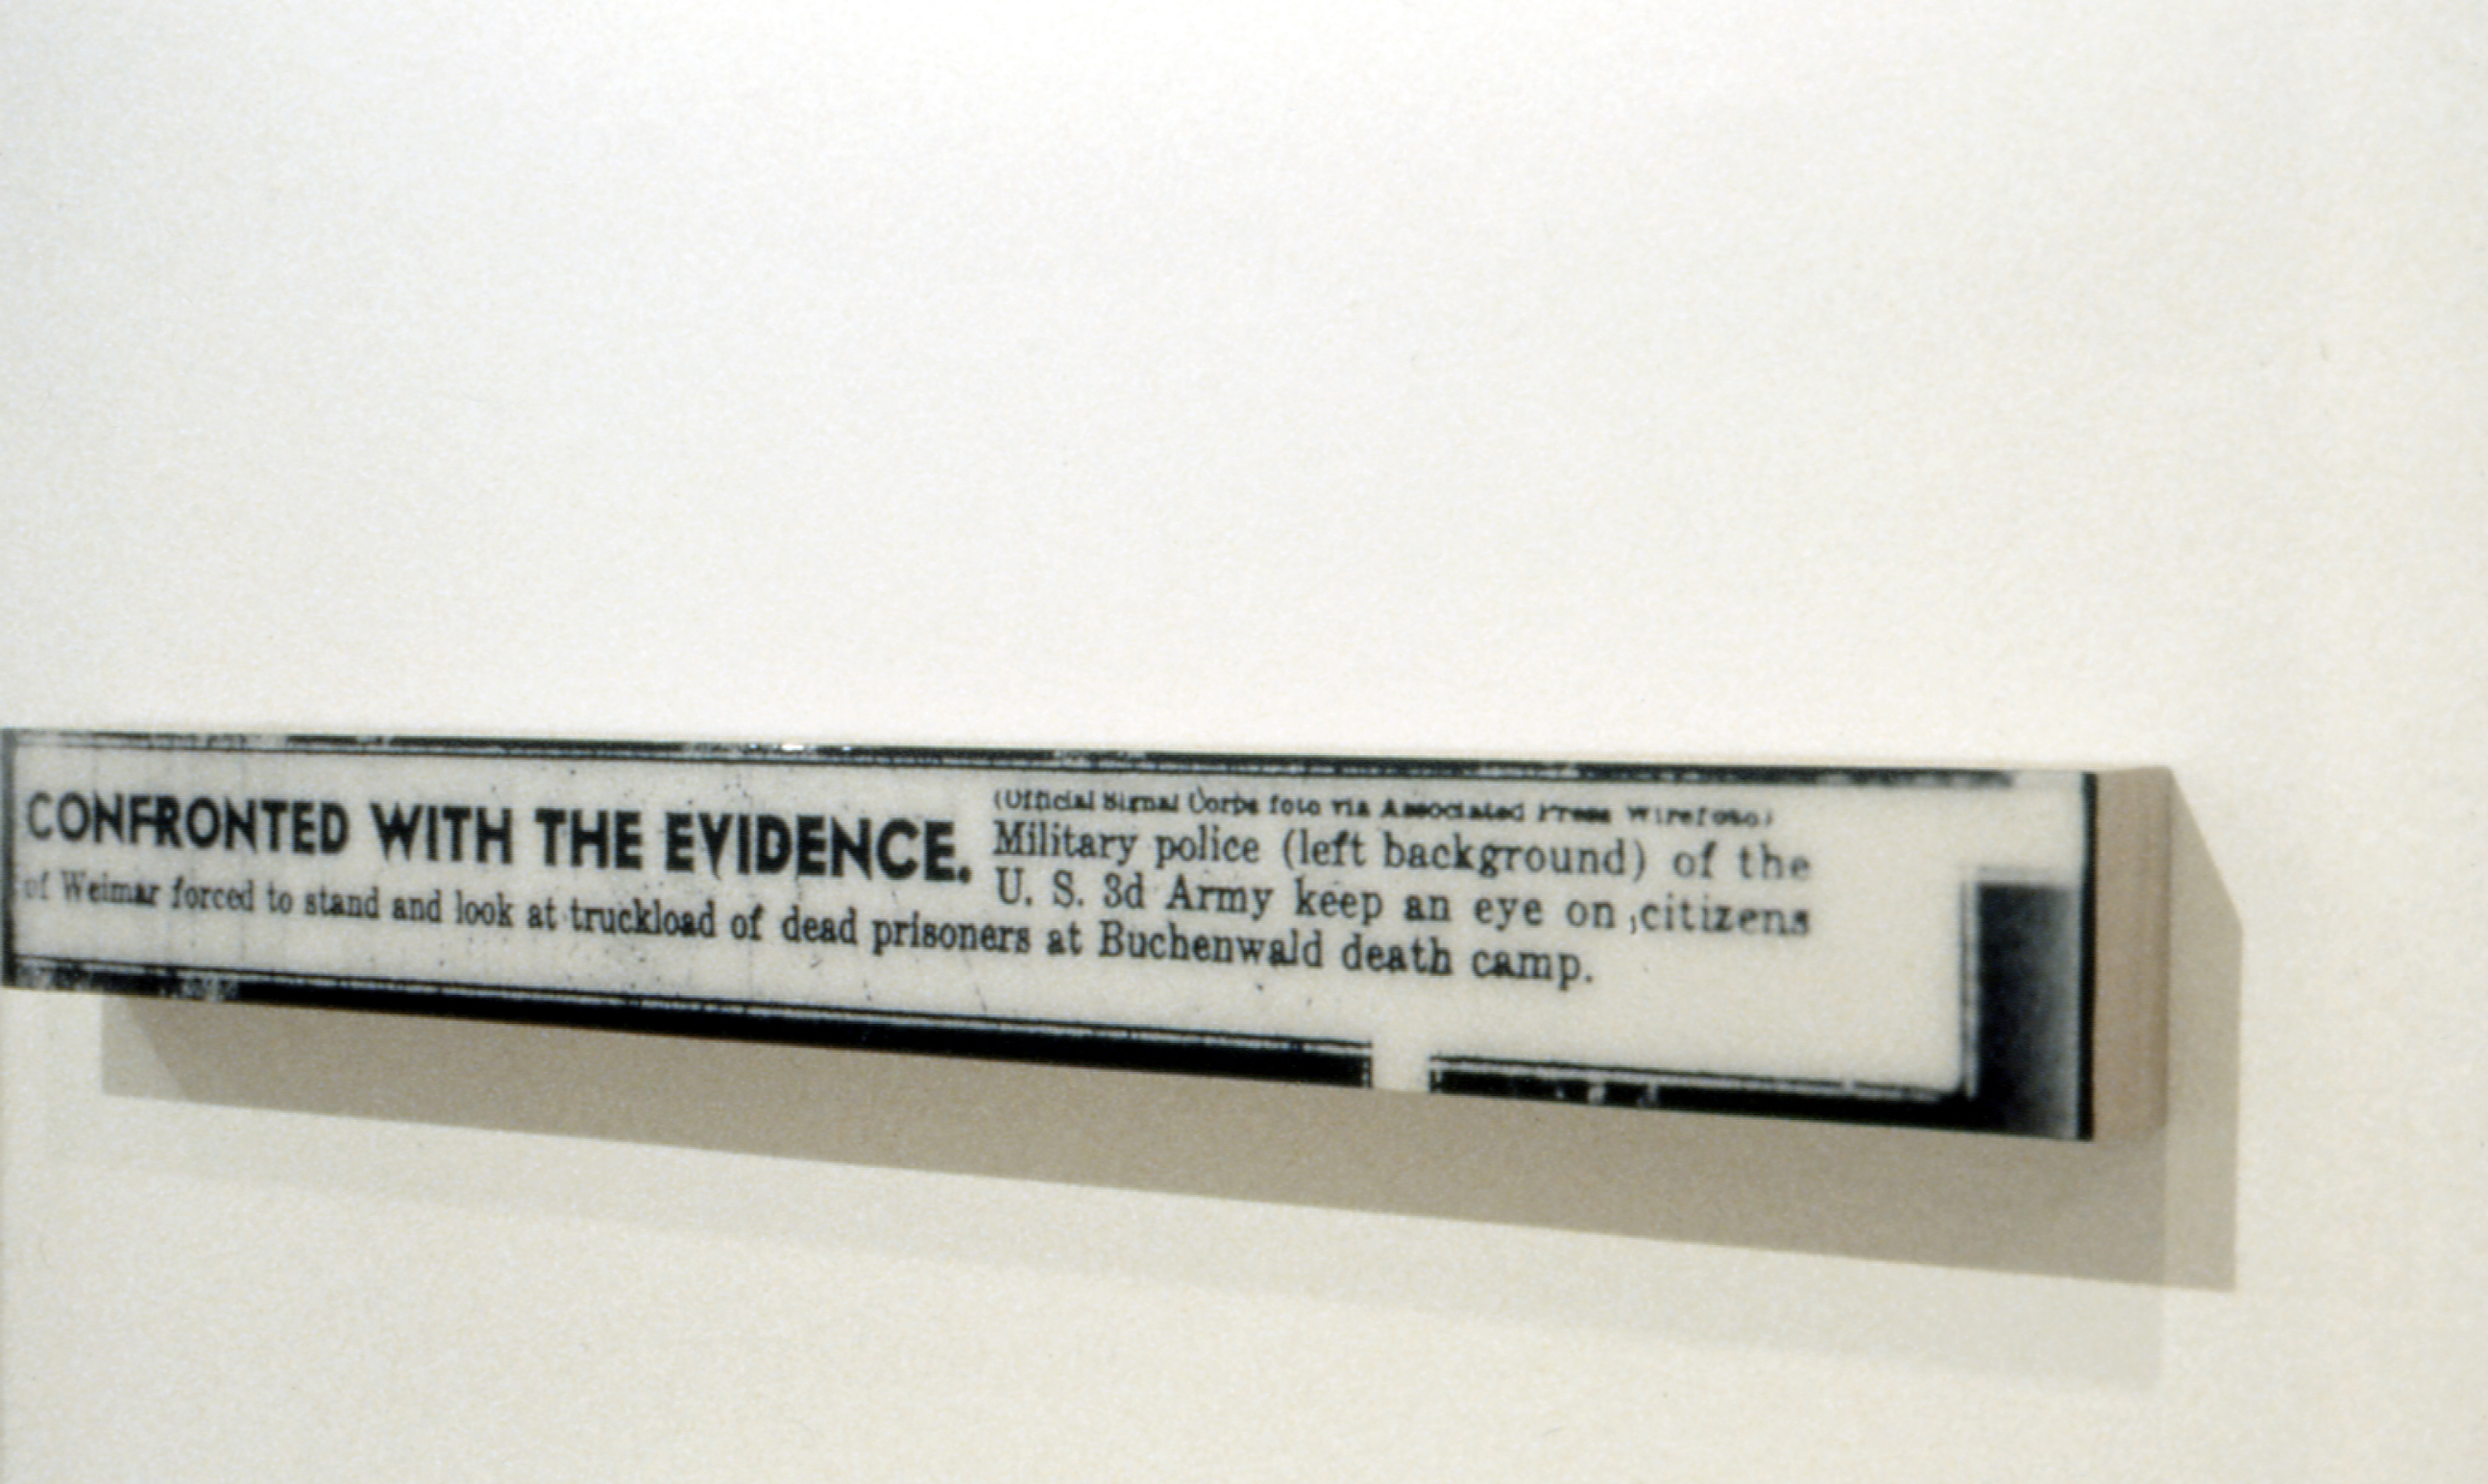 CONFRONTED WITH THE EVIDENCE.
(Official Signal Corps foto via Associated Press Wirefoto)
Military police (left background) of the
U. S. 3d Army keep an eye on citizens
of Weimar forced to stand and look at truckload of dead prisoners at Buchenwald death camp.